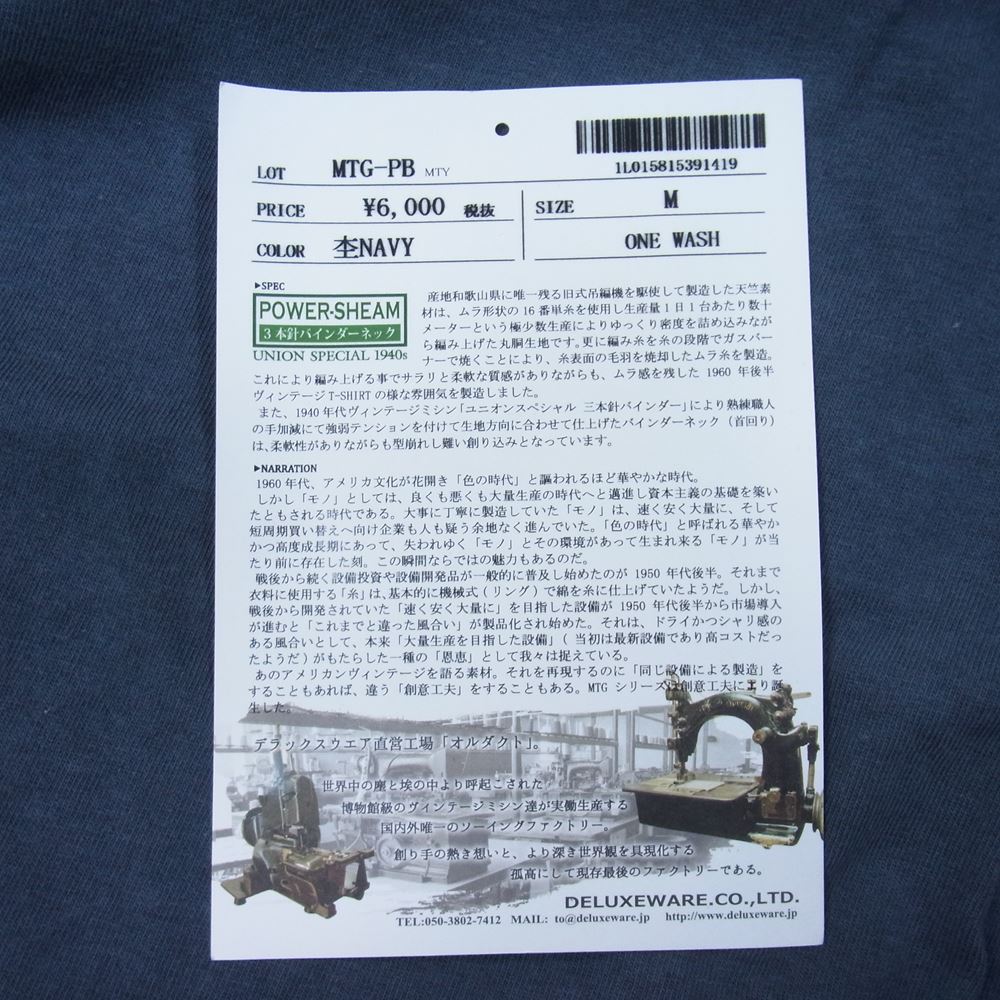 1L015815391419
LOT MTG-PB MTY
PRICE ¥6,000 税抜
SIZE M
COLOR 杢NAVY
ONE WASH
▶SPEC
POWER-SHEAM
3本針バインダーネック
UNION SPECIAL 1940s
産地和歌山県に唯一残る旧式吊編機を駆使して製造した天竺素
材は、ムラ形状の16番単糸を使用し生産量1日1台あたり数十
メーターという極少数生産によりゆっくり密度を詰め込みなが
ら編み上げた丸胴生地です。更に編み糸を糸の段階でガスバー
ナーで焼くことにより、糸表面の毛羽を焼却したムラ糸を製造。
これにより編み上げる事でサラリと柔軟な質感がありながらも、ムラ感を残した 1960 年後半
ヴィンテージ T-SHIRT の様な雰囲気を製造しました。
また、1940 年代ヴィンテージミシン「ユニオンスペシャル 三本針バインダー」により熟練職人
の手加減にて強弱テンションを付けて生地方向に合わせて仕上げたバインダーネック（首回り）
は、柔軟性がありながらも型崩れし難い創り込みとなっています。
▶NARRATION
1960 年代、アメリカ文化が花開き「色の時代」と謳われるほど華やかな時代。
しかし「モノ」としては、良くも悪くも大量生産の時代へと邁進し資本主義の基礎を築い
たともされる時代である。大事に丁寧に製造していた「モノ」は、速く安く大量に、そして
短周期買い替えへ向け企業も人も疑う余地なく進んでいた。「色の時代」と呼ばれる華やか
かつ高度成長期にあって、失われゆく「モノ」とその環境があって生まれ来る「モノ」が当
たり前に存在した刻。この瞬間ならではの魅力もあるのだ。
戦後から続く設備投資や設備開発品が一般的に普及し始めたのが 1950 年代後半。それまで
衣料に使用する「糸」は、基本的に機械式（リング）で綿を糸に仕上げていたようだ。しかし、
戦後から開発されていた「速く安く大量に」を目指した設備が 1950 年代後半から市場導入
が進むと「これまでと違った風合い」が製品化され始めた。それは、ドライかつシャリ感の
ある風合いとして、本来「大量生産を目指した設備」（当初は最新設備であり高コストだっ
たようだ）がもたらした一種の「恩恵」として我々は捉えている。
あのアメリカンヴィンテージを語る素材。それを再現するのに「同じ設備による製造」を
することもあれば、違う「創意工夫」をすることもある。MTG シリーズは創意工夫により誕
生した。
デラックスウエア直営工場「オルダクト」。
世界中の塵と埃の中より呼起こされた
博物館級のヴィンテージミシン達が実働生産する
国内外唯一のソーイングファクトリー。
創り手の熱き想いと、より深き世界観を具現化する
孤高にして現存最後のファクトリーである。
DELUXEWARE.CO.,LTD.
TEL:050-3802-7412 MAIL: to@deluxeware.jp http://www.deluxeware.jp